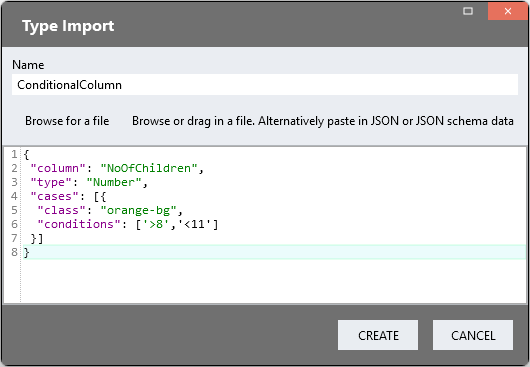 Type Import
Name
ConditionalColumn
Browse for a file
Browse or drag in a file. Alternatively paste in JSON or JSON schema data
1 {
2 "column": "NoOfChildren",
3 "type": "Number",
4 "cases": [{
5 "class": "orange-bg",
6 "conditions": ['>8','<11']
7 }]
8 }
CREATE
CANCEL